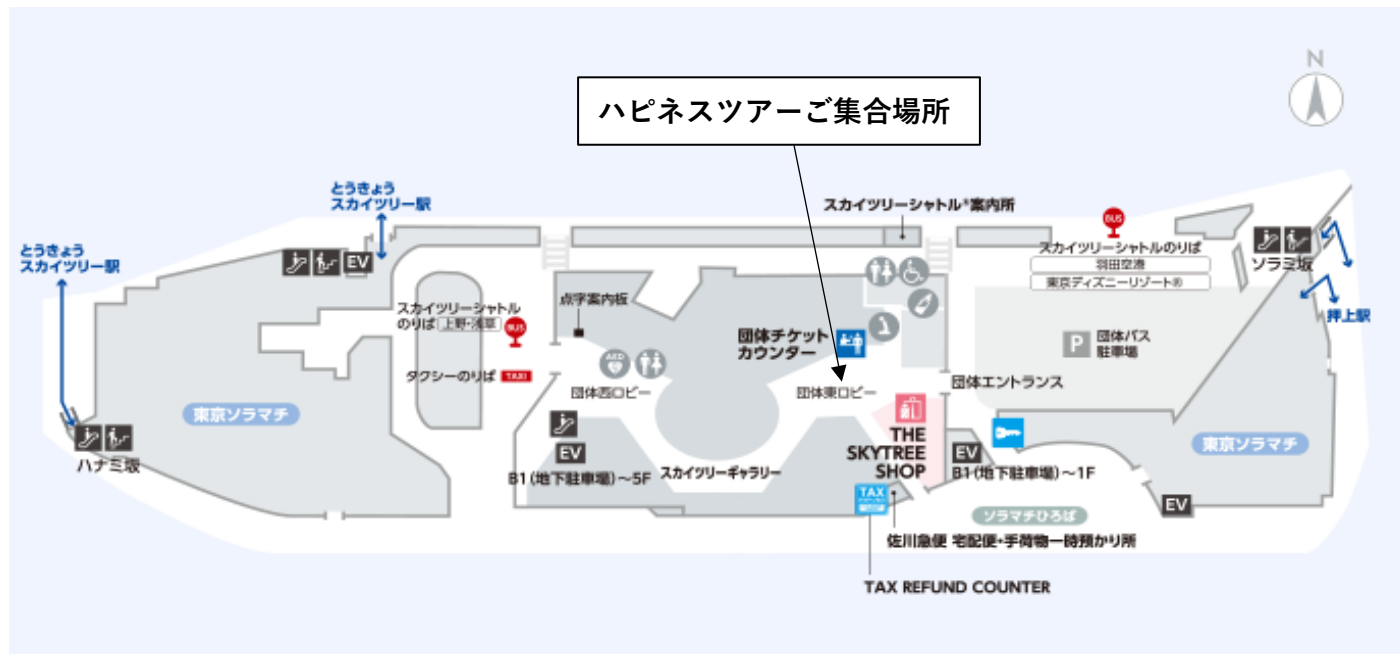 N
ハピネスツアーご集合場所
とうきょう
スカイツリー駅
とうきょう
スカイツリー駅
EV
スカイツリーシャトル®案内所
BUS
スカイツリーシャトルのりば
羽田空港
東京ディズニーリゾート®
ソラミ坂
押上駅
スカイツリーシャトル
のりば 上野・浅草
BUS
タクシーのりば TAXI
点字案内板
AED
団体西ロビー
団体チケット
カウンター
団体東ロビー
P 団体バス
駐車場
団体エントランス
東京ソラマチ
ハナミ坂
EV
B1(地下駐車場)~5F
スカイツリーギャラリー
THE
SKYTREE
SHOP
EV
B1(地下駐車場)~1F
東京ソラマチ
EV
TAX
ソラマチひろば
佐川急便 宅配便・手荷物一時預かり所
TAX REFUND COUNTER